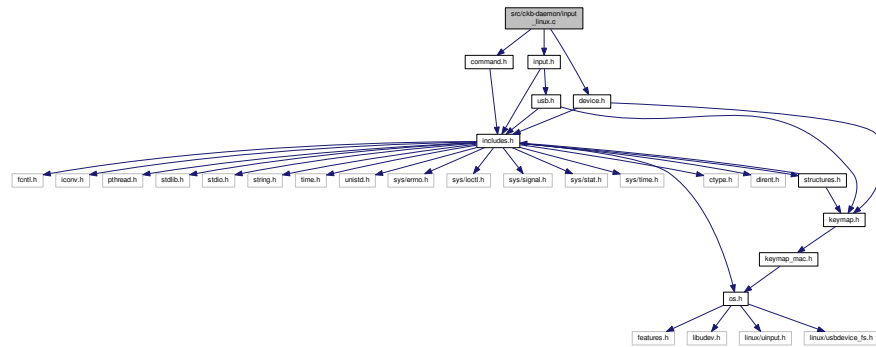 src/ckb-daemon/input
_linux.c
command.h
input.h
usb.h
device.h
includes.h
fcntl.h
iconv.h
pthread.h
stdlib.h
stdio.h
string.h
time.h
unistd.h
sys/errno.h
sys/ioctl.h
sys/signal.h
sys/stat.h
sys/time.h
ctype.h
dirent.h
structures.h
keymap.h
keymap_mac.h
os.h
features.h
libudev.h
linux/uinput.h
linux/usbdevice_fs.h